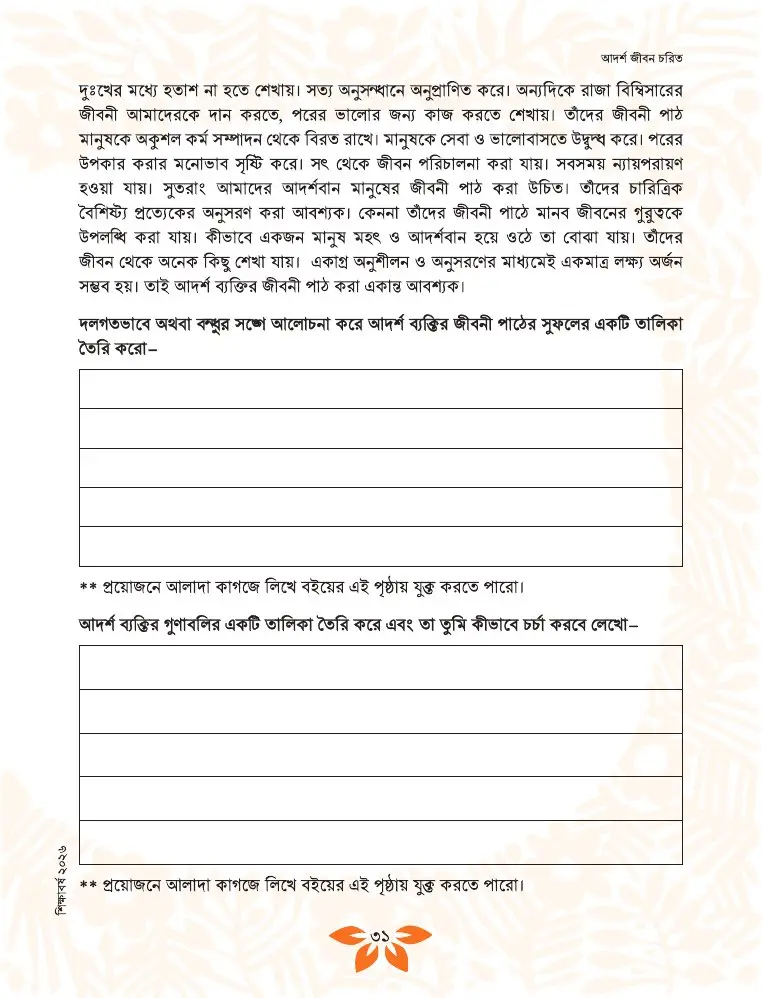 আদর্শ জীবন চরিত
দুঃখের মধ্যে হতাশ না হতে শেখায়। সত্য অনুসন্ধানে অনুপ্রাণিত করে। অন্যদিকে রাজা বিম্বিসারের
জীবনী আমাদেরকে দান করতে, পরের ভালোর জন্য কাজ করতে শেখায়। তাঁদের জীবনী পাঠ
মানুষকে অকুশল কর্ম সম্পাদন থেকে বিরত রাখে। মানুষকে সেবা ও ভালোবাসতে উদ্বুদ্ধ করে। পরের
উপকার করার মনোভাব সৃষ্টি করে। সৎ থেকে জীবন পরিচালনা করা যায়। সবসময় ন্যায়পরায়ণ
হওয়া যায়। সুতরাং আমাদের আদর্শবান মানুষের জীবনী পাঠ করা উচিত। তাঁদের চারিত্রিক
বৈশিষ্ট্য প্রত্যেকের অনুসরণ করা আবশ্যক। কেননা তাঁদের জীবনী পাঠে মানব জীবনের গুরুত্বকে
উপলব্ধি করা যায়। কীভাবে একজন মানুষ মহৎ ও আদর্শবান হয়ে ওঠে তা বোঝা যায়। তাঁদের
জীবন থেকে অনেক কিছু শেখা যায়। একাগ্র অনুশীলন ও অনুসরণের মাধ্যমেই একমাত্র লক্ষ্য অর্জন
সম্ভব হয়। তাই আদর্শ ব্যক্তির জীবনী পাঠ করা একান্ত আবশ্যক।
দলগতভাবে অথবা বন্ধুর সঙ্গে আলোচনা করে আদর্শ ব্যক্তির জীবনী পাঠের সুফলের একটি তালিকা
তৈরি করো–
** প্রয়োজনে আলাদা কাগজে লিখে বইয়ের এই পৃষ্ঠায় যুক্ত করতে পারো।
আদর্শ ব্যক্তির গুণাবলির একটি তালিকা তৈরি করে এবং তা তুমি কীভাবে চর্চা করবে লেখো–
** প্রয়োজনে আলাদা কাগজে লিখে বইয়ের এই পৃষ্ঠায় যুক্ত করতে পারো।
শিক্ষাবর্ষ ২০২৬
৩১